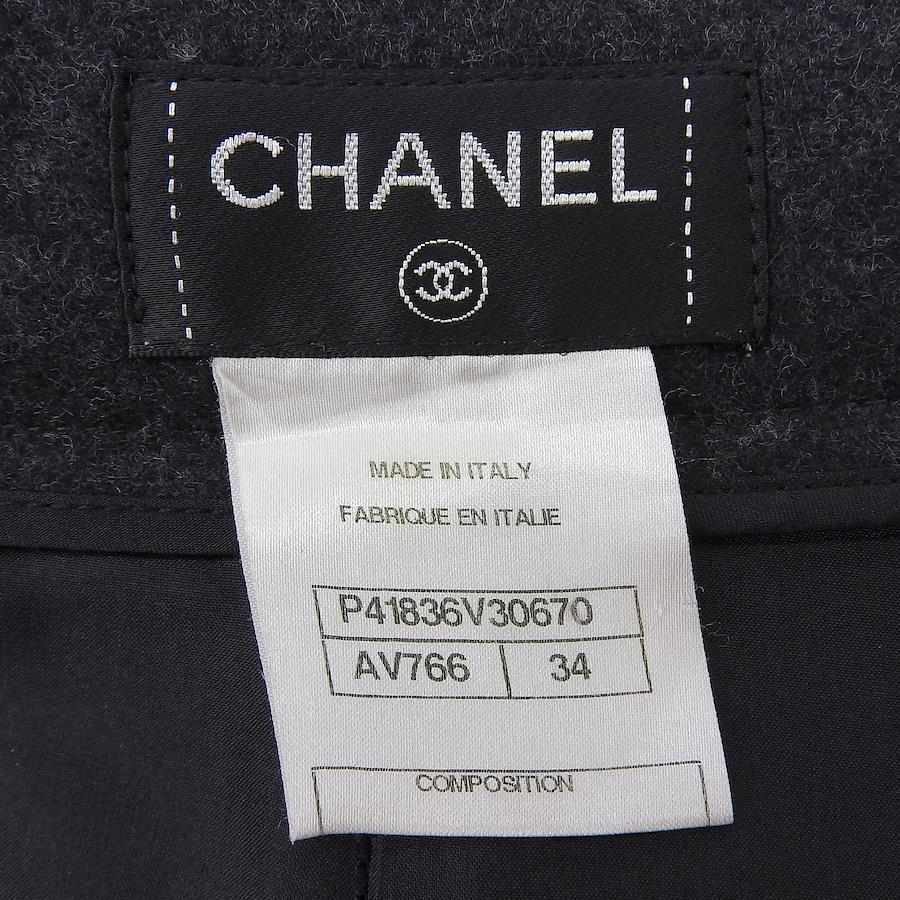 CHANEL
MADE IN ITALY
FABRIQUE EN ITALIE
P41836V30670
AV766 34
COMPOSITION